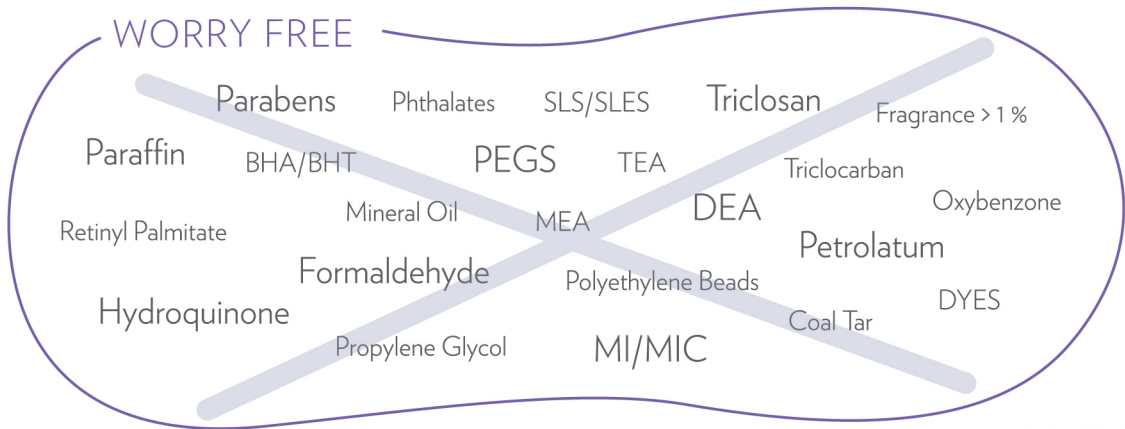 WORRY FREE
Parabens
Phthalates
SLS/SLES
Triclosan
Fragrance > 1 %
Paraffin
BHA/BHT
PEGS
TEA
Triclocarban
Oxybenzone
Retinyl Palmitate
Mineral Oil
MEA
DEA
Petrolatum
Formaldehyde
Polyethylene Beads
DYES
Hydroquinone
Propylene Glycol
MI/MIC
Coal Tar